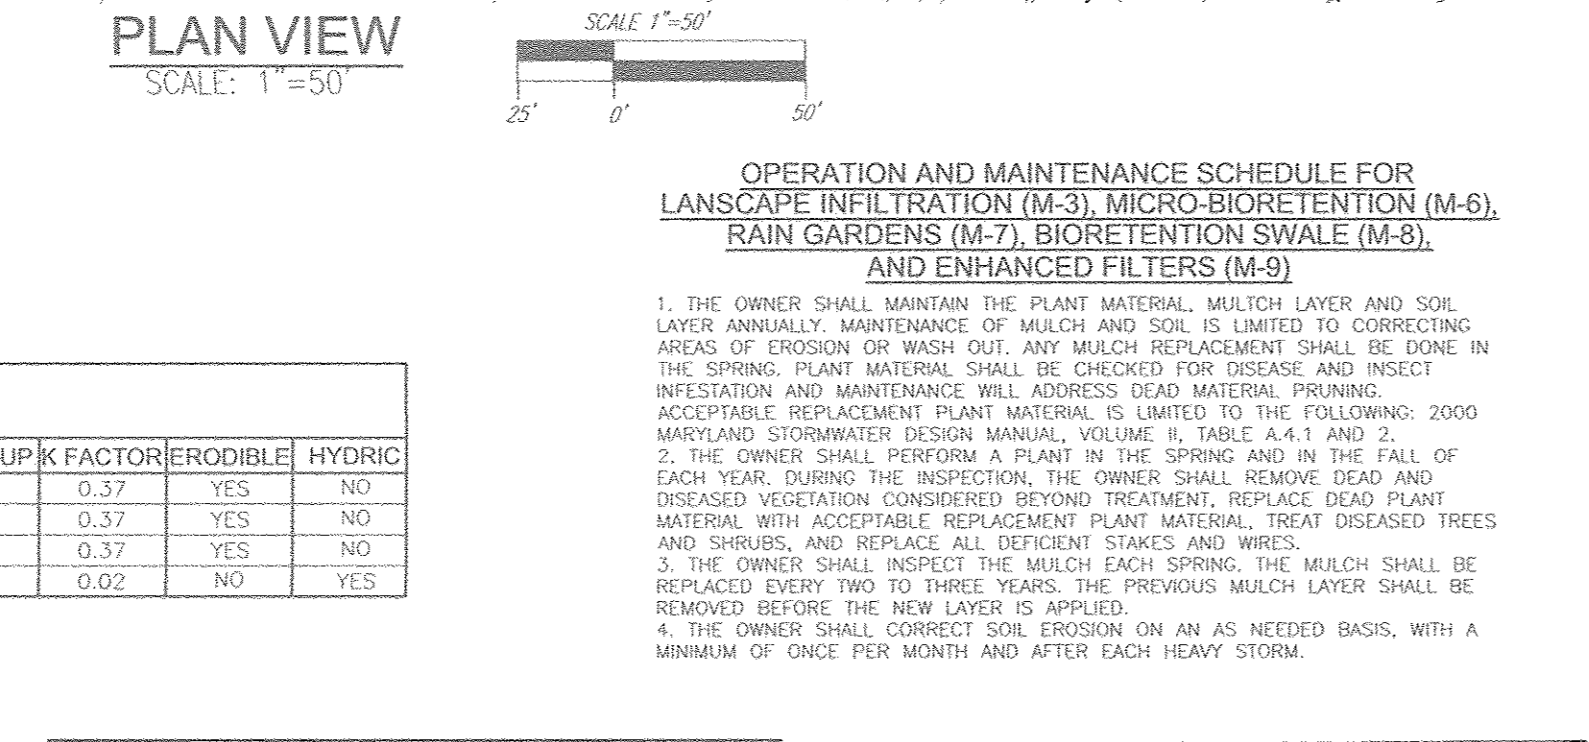 PLAN VIEW
SCALE: 1"=50'
SCALE 1"=50'
25' 0' 50'
OPERATION AND MAINTENANCE SCHEDULE FOR
LANSCAPE INFILTRATION (M-3), MICRO-BIORETENTION (M-6),
RAIN GARDENS (M-7), BIORETENTION SWALE (M-8),
AND ENHANCED FILTERS (M-9)
1. THE OWNER SHALL MAINTAIN THE PLANT MATERIAL, MULTCH LAYER AND SOIL
LAYER ANNUALLY. MAINTENANCE OF MULCH AND SOIL IS LIMITED TO CORRECTING
AREAS OF EROSION OR WASH OUT. ANY MULCH REPLACEMENT SHALL BE DONE IN
THE SPRING. PLANT MATERIAL SHALL BE CHECKED FOR DISEASE AND INSECT
INFESTATION AND MAINTENANCE WILL ADDRESS DEAD MATERIAL PRUNING.
ACCEPTABLE REPLACEMENT PLANT MATERIAL IS LIMITED TO THE FOLLOWING: 2000
MARYLAND STORMWATER DESIGN MANUAL, VOLUME II, TABLE A.4.1 AND 2.
2. THE OWNER SHALL PERFORM A PLANT IN THE SPRING AND IN THE FALL OF
EACH YEAR. DURING THE INSPECTION, THE OWNER SHALL REMOVE DEAD AND
DISEASED VEGETATION CONSIDERED BEYOND TREATMENT, REPLACE DEAD PLANT
MATERIAL WITH ACCEPTABLE REPLACEMENT PLANT MATERIAL, TREAT DISEASED TREES
AND SHRUBS, AND REPLACE ALL DEFICIENT STAKES AND WIRES.
3. THE OWNER SHALL INSPECT THE MULCH EACH SPRING. THE MULCH SHALL BE
REPLACED EVERY TWO TO THREE YEARS. THE PREVIOUS MULCH LAYER SHALL BE
REMOVED BEFORE THE NEW LAYER IS APPLIED.
4. THE OWNER SHALL CORRECT SOIL EROSION ON AN AS NEEDED BASIS, WITH A
MINIMUM OF ONCE PER MONTH AND AFTER EACH HEAVY STORM.
UP K FACTOR ERODIBLE HYDRIC
0.37 YES NO
0.37 YES NO
0.37 YES NO
0.02 NO YES